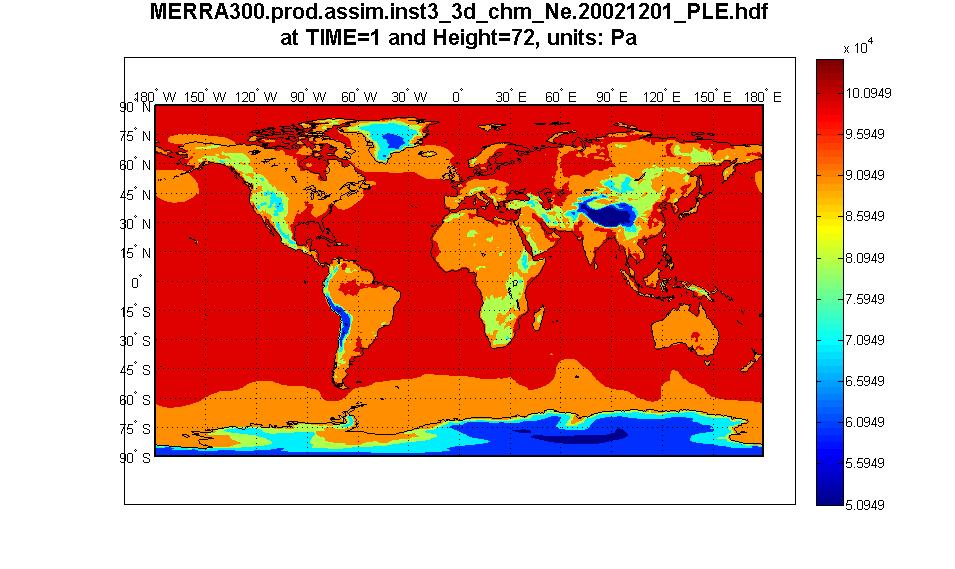 MERRA300.prod.assim.inst3_3d_chm_Ne.20021201_PLE.hdf
at TIME=1 and Height=72, units: Pa
x 10⁴
180° W 150° W 120° W 90° W 60° W 30° W 0° 30° E 60° E 90° E 120° E 150° E 180° E
90° N
75° N
60° N
45° N
30° N
15° N
0°
15° S
30° S
45° S
60° S
75° S
90° S
10.0949
9.5949
9.0949
8.5949
8.0949
7.5949
7.0949
6.5949
6.0949
5.5949
5.0949